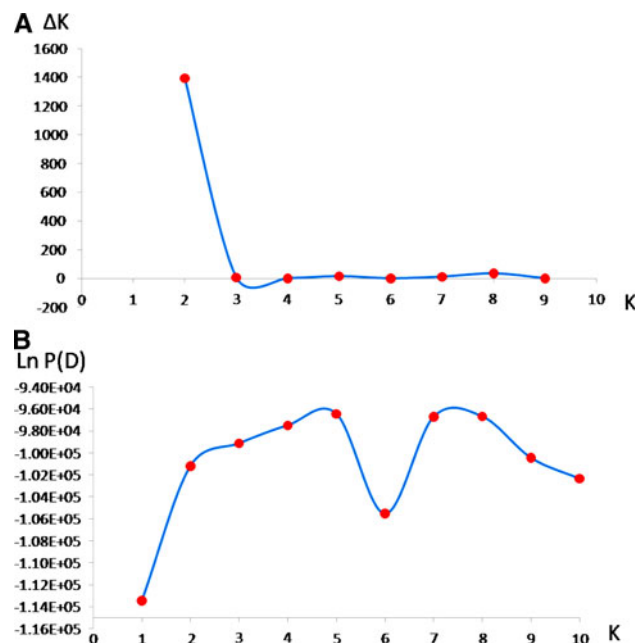 A ΔK
1600
1400
1200
1000
800
600
400
200
0
-200
0 1 2 3 4 5 6 7 8 9 10 K
B
Ln P(D)
-9.40E+04
-9.60E+04
-9.80E+04
-1.00E+05
-1.02E+05
-1.04E+05
-1.06E+05
-1.08E+05
-1.10E+05
-1.12E+05
-1.14E+05
-1.16E+05
0 1 2 3 4 5 6 7 8 9 10 K